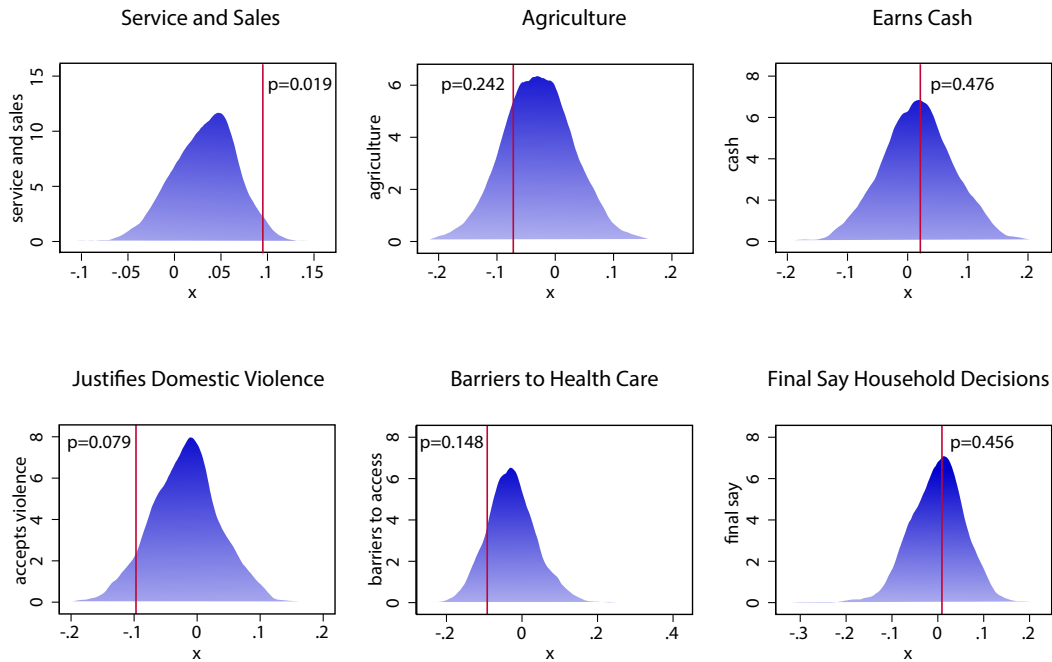 Service and Sales
Agriculture
Earns Cash
service and sales
15
10
5
0
p=0.019
-.1 -.05 0 .05 .1 .15
x
agriculture
6
4
2
0
p=0.242
-.2 -.1 0 .1 .2
x
cash
8
6
4
2
0
p=0.476
-.2 -.1 0 .1 .2
x
Justifies Domestic Violence
Barriers to Health Care
Final Say Household Decisions
accepts violence
8
6
4
2
0
p=0.079
-.2 -.1 0 .1 .2
x
barriers to access
8
6
4
2
0
p=0.148
-.2 0 .2 .4
x
final say
8
6
4
2
0
p=0.456
-.3 -.2 -.1 0 .1 .2
x